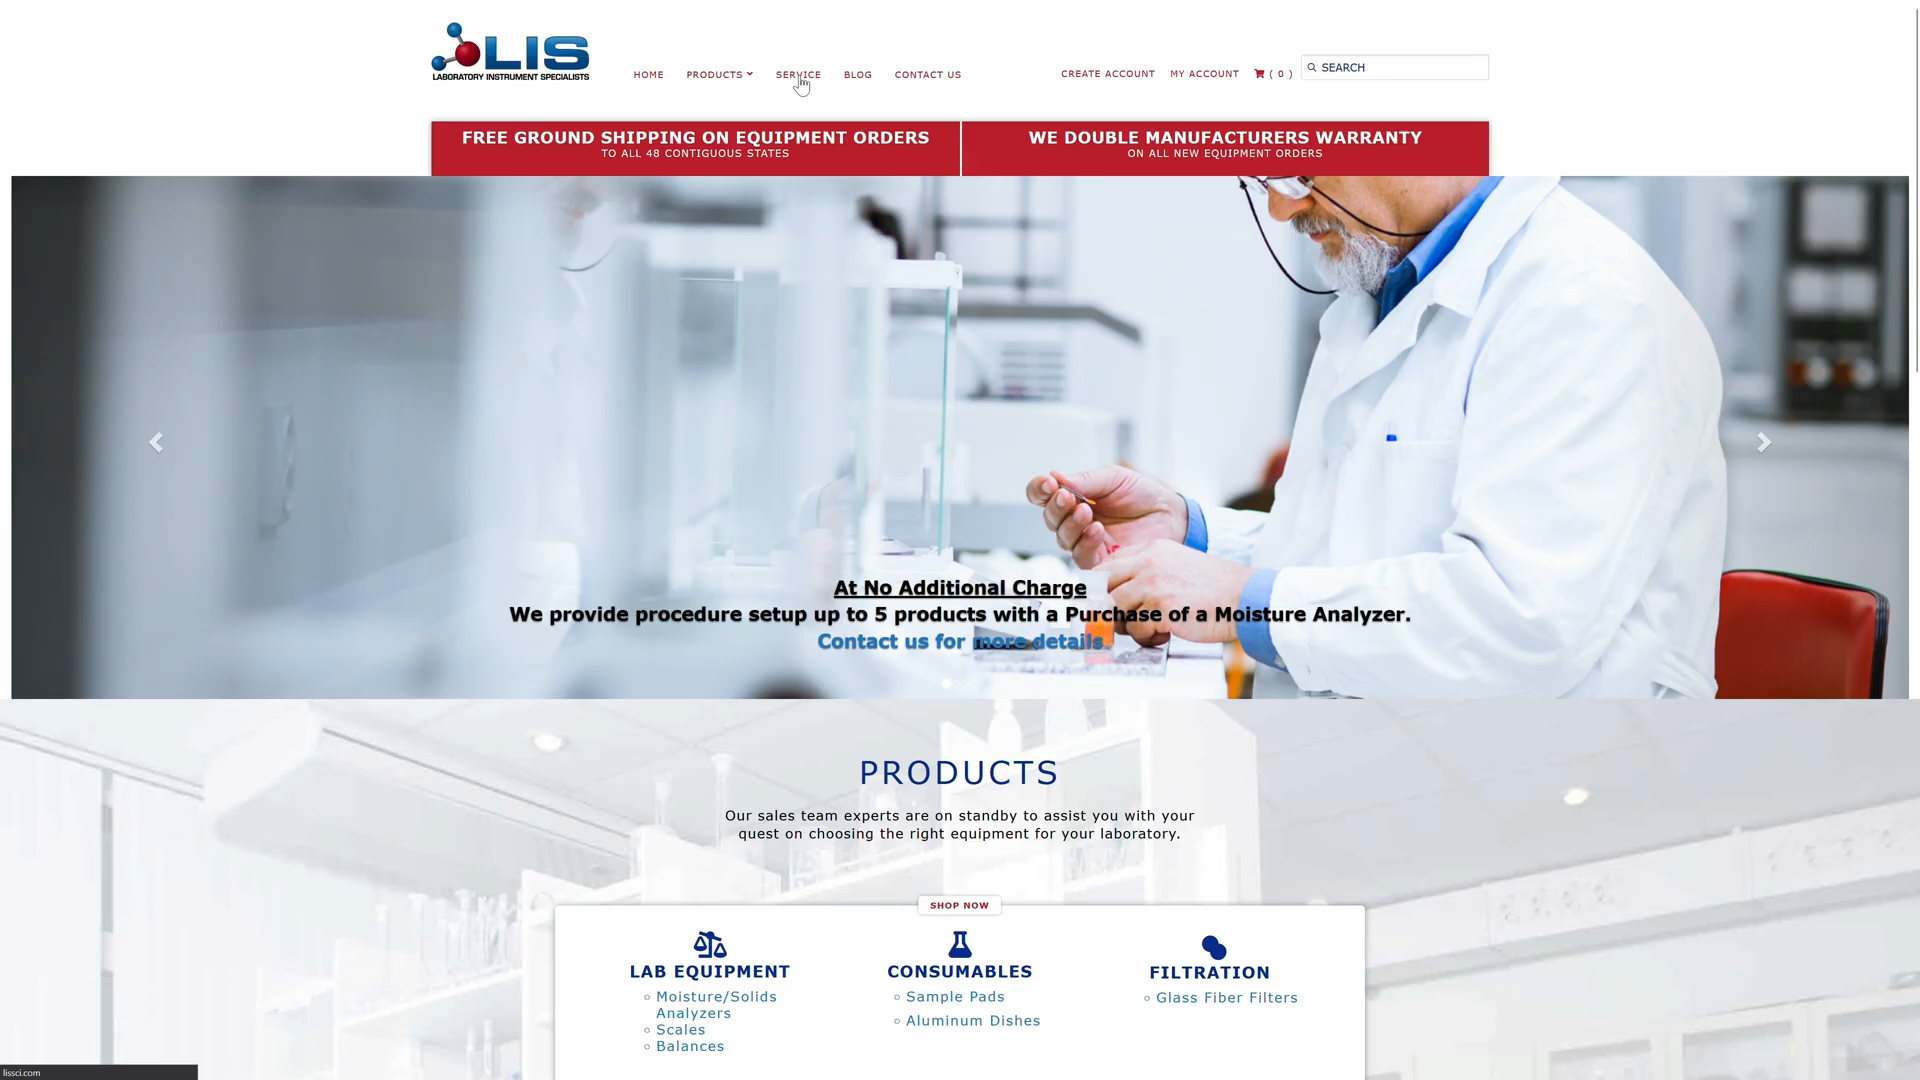 LIS
LABORATORY INSTRUMENT SPECIALISTS
HOME
PRODUCTS
SERVICE
BLOG
CONTACT US
CREATE ACCOUNT
MY ACCOUNT
( 0 )
SEARCH
FREE GROUND SHIPPING ON EQUIPMENT ORDERS
TO ALL 48 CONTIGUOUS STATES
WE DOUBLE MANUFACTURERS WARRANTY
ON ALL NEW EQUIPMENT ORDERS
At No Additional Charge
We provide procedure setup up to 5 products with a Purchase of a Moisture Analyzer.
Contact us for more details.
PRODUCTS
Our sales team experts are on standby to assist you with your
quest on choosing the right equipment for your laboratory.
SHOP NOW
LAB EQUIPMENT
Moisture/Solids
Analyzers
Scales
Balances
CONSUMABLES
Sample Pads
Aluminum Dishes
FILTRATION
Glass Fiber Filters
lissci.com